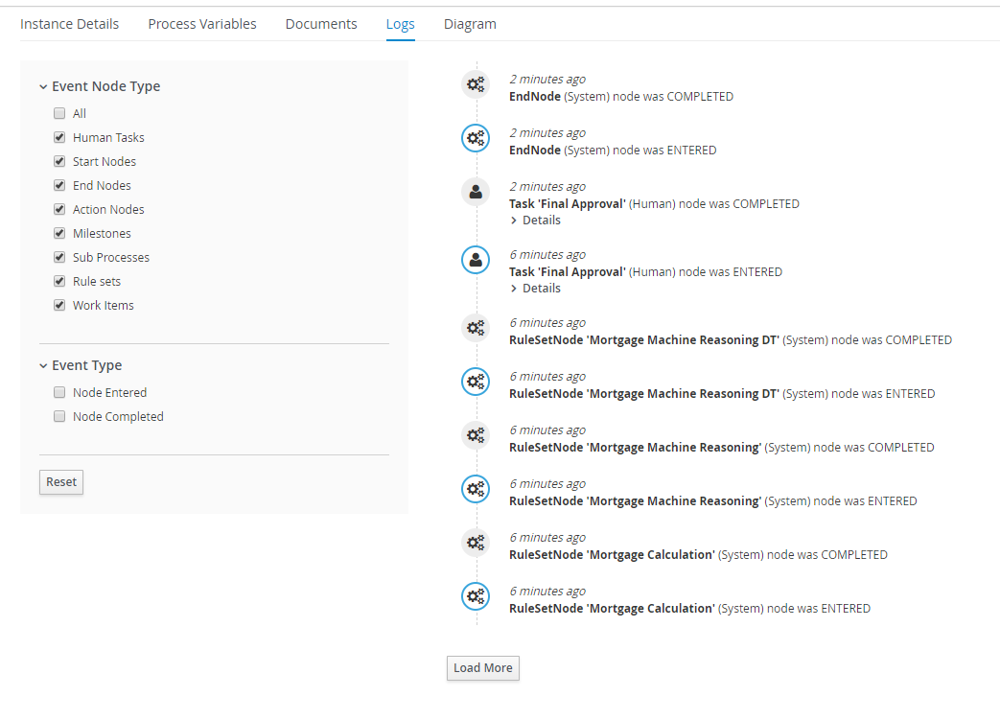 Instance Details Process Variables Documents Logs Diagram
Event Node Type
All
Human Tasks
Start Nodes
End Nodes
Action Nodes
Milestones
Sub Processes
Rule sets
Work Items
Event Type
Node Entered
Node Completed
Reset
2 minutes ago
EndNode (System) node was COMPLETED
2 minutes ago
EndNode (System) node was ENTERED
2 minutes ago
Task 'Final Approval' (Human) node was COMPLETED
Details
6 minutes ago
Task 'Final Approval' (Human) node was ENTERED
Details
6 minutes ago
RuleSetNode 'Mortgage Machine Reasoning DT' (System) node was COMPLETED
6 minutes ago
RuleSetNode 'Mortgage Machine Reasoning DT' (System) node was ENTERED
6 minutes ago
RuleSetNode 'Mortgage Machine Reasoning' (System) node was COMPLETED
6 minutes ago
RuleSetNode 'Mortgage Machine Reasoning' (System) node was ENTERED
6 minutes ago
RuleSetNode 'Mortgage Calculation' (System) node was COMPLETED
6 minutes ago
RuleSetNode 'Mortgage Calculation' (System) node was ENTERED
Load More